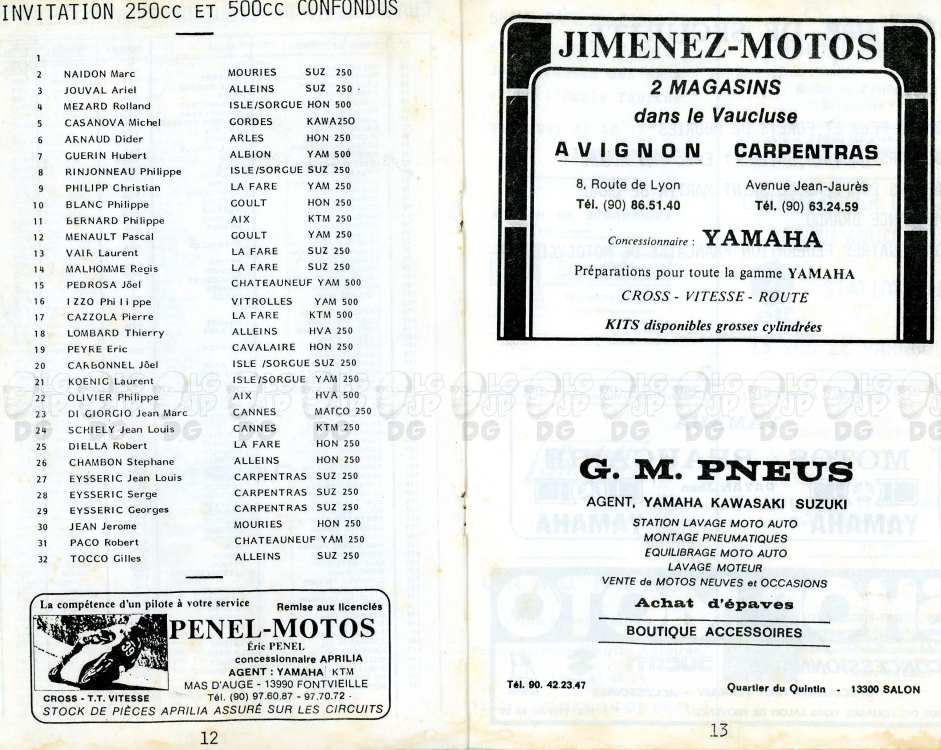 INVITATION 250cc ET 500cc CONFONDUS
1
2 NAIDON Marc MOURIES SUZ 250
3 JOUVAL Ariel ALLEINS SUZ 250
4 MEZARD Rolland ISLE/SORGUE HON 500
5 CASANOVA Michel GORDES KAWA250
6 ARNAUD Dider ARLES HON 250
7 GUERIN Hubert ALBION YAM 500
8 RINJONNEAU Philippe ISLE/SORGUE SUZ 250
9 PHILIPP Christian LA FARE YAM 250
10 BLANC Philippe GOULT HON 250
11 BERNARD Philippe AIX KTM 250
12 MENAULT Pascal GOULT YAM 250
13 VAIR Laurent LA FARE SUZ 250
14 MALHOMME Regis LA FARE SUZ 250
15 PEDROSA Jöel CHATEAUNEUF YAM 500
16 IZZO Philippe VITROLLES YAM 500
17 CAZZOLA Pierre LA FARE KTM 500
18 LOMBARD Thierry ALLEINS HVA 250
19 PEYRE Eric CAVALAIRE HON 250
20 CARBONNEL Jôel ISLE /SORGUE SUZ 250
21 KOENIG Laurent ISLE/SORGUE YAM 250
22 OLIVIER Philippe AIX HVA 500
23 DI GIORGIO Jean Marc CANNES MAICO 250
24 SCHIELY Jean Louis CANNES KTM 250
25 DIELLA Robert LA FARE HON 250
26 CHAMBON Stephane ALLEINS HON 250
27 EYSSERIC Jean Louis CARPENTRAS SUZ 250
28 EYSSERIC Serge CARPENTRAS SUZ 250
29 EYSSERIC Georges CARPENTRAS SUZ 250
30 JEAN Jerome MOURIES HON 250
31 PACO Robert CHATEAUNEUF YAM 250
32 TOCCO Gilles ALLEINS SUZ 250
La compétence d'un pilote à votre service Remise aux licenciés
PENEL-MOTOS
Éric PENEL
concessionnaire APRILIA
AGENT : YAMAHA KTM
MAS D'AUGE - 13990 FONTVIEILLE
CROSS - T.T. VITESSE Tél. (90) 97.60.87 - 97.70.72
STOCK DE PIÈCES APRILIA ASSURÉ SUR LES CIRCUITS
12
JIMENEZ-MOTOS
2 MAGASINS
dans le Vaucluse
AVIGNON CARPENTRAS
8, Route de Lyon Avenue Jean-Jaurès
Tél. (90) 86.51.40 Tél. (90) 63.24.59
Concessionnaire : YAMAHA
Préparations pour toute la gamme YAMAHA
CROSS - VITESSE - ROUTE
KITS disponibles grosses cylindrées
G. M. PNEUS
AGENT, YAMAHA KAWASAKI SUZUKI
STATION LAVAGE MOTO AUTO
MONTAGE PNEUMATIQUES
EQUILIBRAGE MOTO AUTO
LAVAGE MOTEUR
VENTE de MOTOS NEUVES et OCCASIONS
Achat d'épaves
BOUTIQUE ACCESSOIRES
Tél. 90. 42.23.47 Quartier du Quintin - 13300 SALON
13